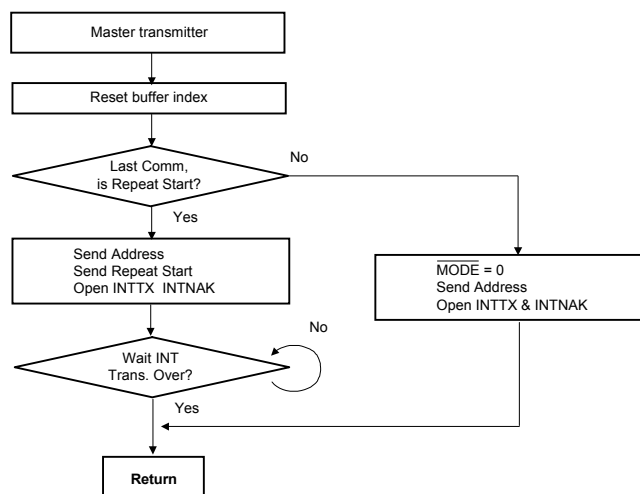 Master transmitter
Reset buffer index
Last Comm,
is Repeat Start?
No
Yes
Send Address
Send Repeat Start
Open INTTX INTNAK
MODE = 0
Send Address
Open INTTX & INTNAK
No
Wait INT
Trans. Over?
Yes
Return